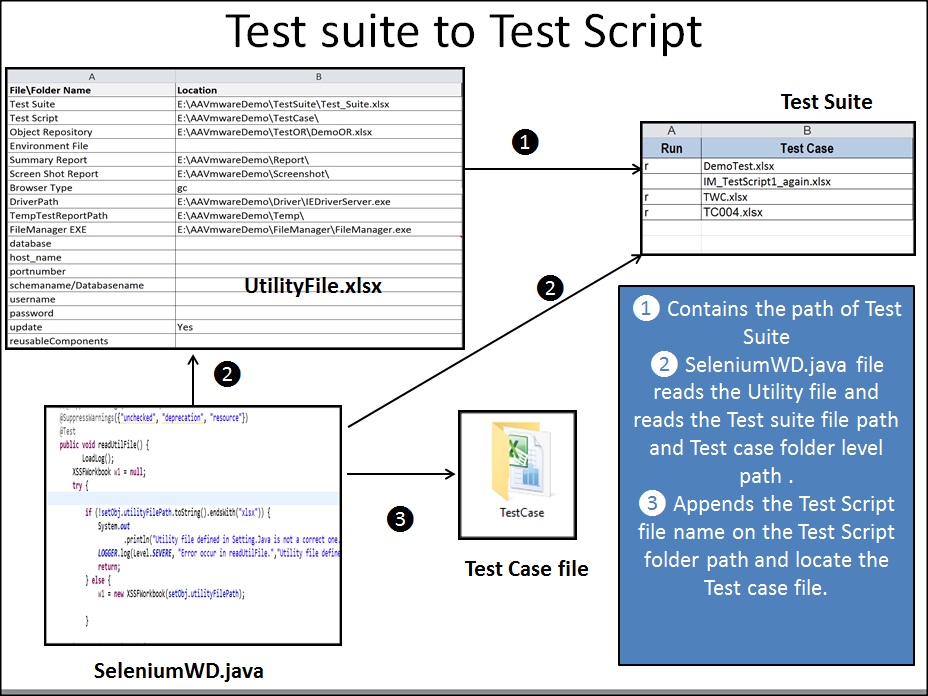 Test suite to Test Script
A B
File\Folder Name Location
Test Suite E:\AAVmwareDemo\TestSuite\Test_Suite.xlsx
Test Script E:\AAVmwareDemo\TestCase\
Object Repository E:\AAVmwareDemo\TestOR\DemoOR.xlsx
Environment File
Summary Report E:\AAVmwareDemo\Report\
Screen Shot Report E:\AAVmwareDemo\Screenshot\
Browser Type gc
DriverPath E:\AAVmwareDemo\Driver\IEDriverServer.exe
TempTestReportPath E:\AAVmwareDemo\Temp\
FileManager EXE E:\AAVmwareDemo\FileManager\FileManager.exe
database
host_name
portnumber
schemaname/Databasename
username
password
update Yes
reusableComponents
UtilityFile.xlsx
1
Test Suite
A B
Run Test Case
r DemoTest.xlsx
IM_TestScript1_again.xlsx
r TWC.xlsx
r TC004.xlsx
2
2
@SuppressWarnings({"unchecked", "deprecation", "resource"})
@Test
public void readUtilFile() {
LoadLog();
XSSFWorkbook w1 = null;
try {
if (!setObj.utilityFilePath.toString().endsWith("xlsx")) {
System.out
.println("Utility file defined in Setting.Java is not a correct one.
LOGGER.log(Level.SEVERE, "Error occur in readUtilFile.","Utility file define
return;
} else {
w1 = new XSSFWorkbook(setObj.utilityFilePath);
}
SeleniumWD.java
3
TestCase
Test Case file
1 Contains the path of Test
Suite
2 SeleniumWD.java file
reads the Utility file and
reads the Test suite file path
and Test case folder level
path .
3 Appends the Test Script
file name on the Test Script
folder path and locate the
Test case file.